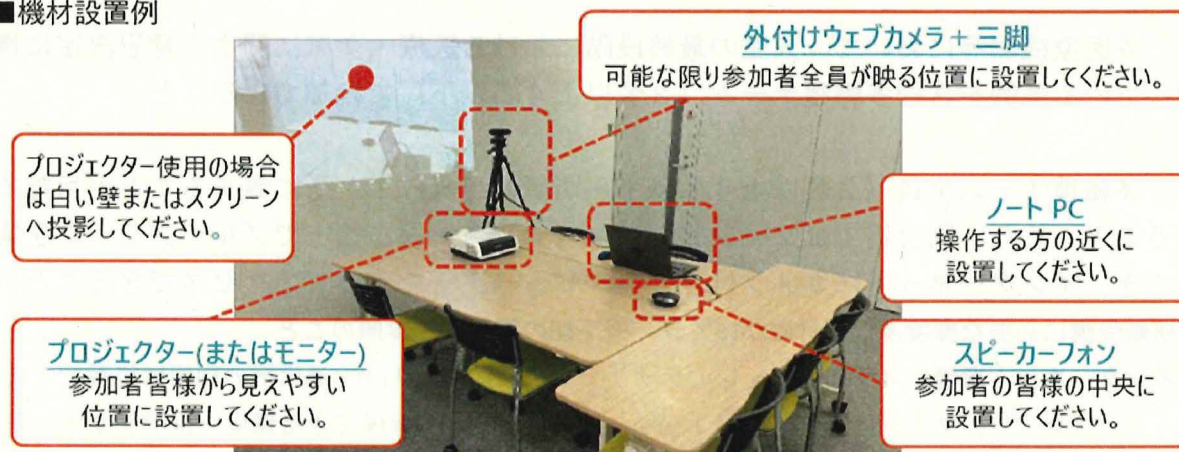 ■機材設置例
外付けウェブカメラ + 三脚
可能な限り参加者全員が映る位置に設置してください。
プロジェクター使用の場合
は白い壁またはスクリーン
へ投影してください。
ノート PC
操作する方の近くに
設置してください。
プロジェクター(またはモニター)
参加者皆様から見えやすい
位置に設置してください。
スピーカーフォン
参加者の皆様の中央に
設置してください。